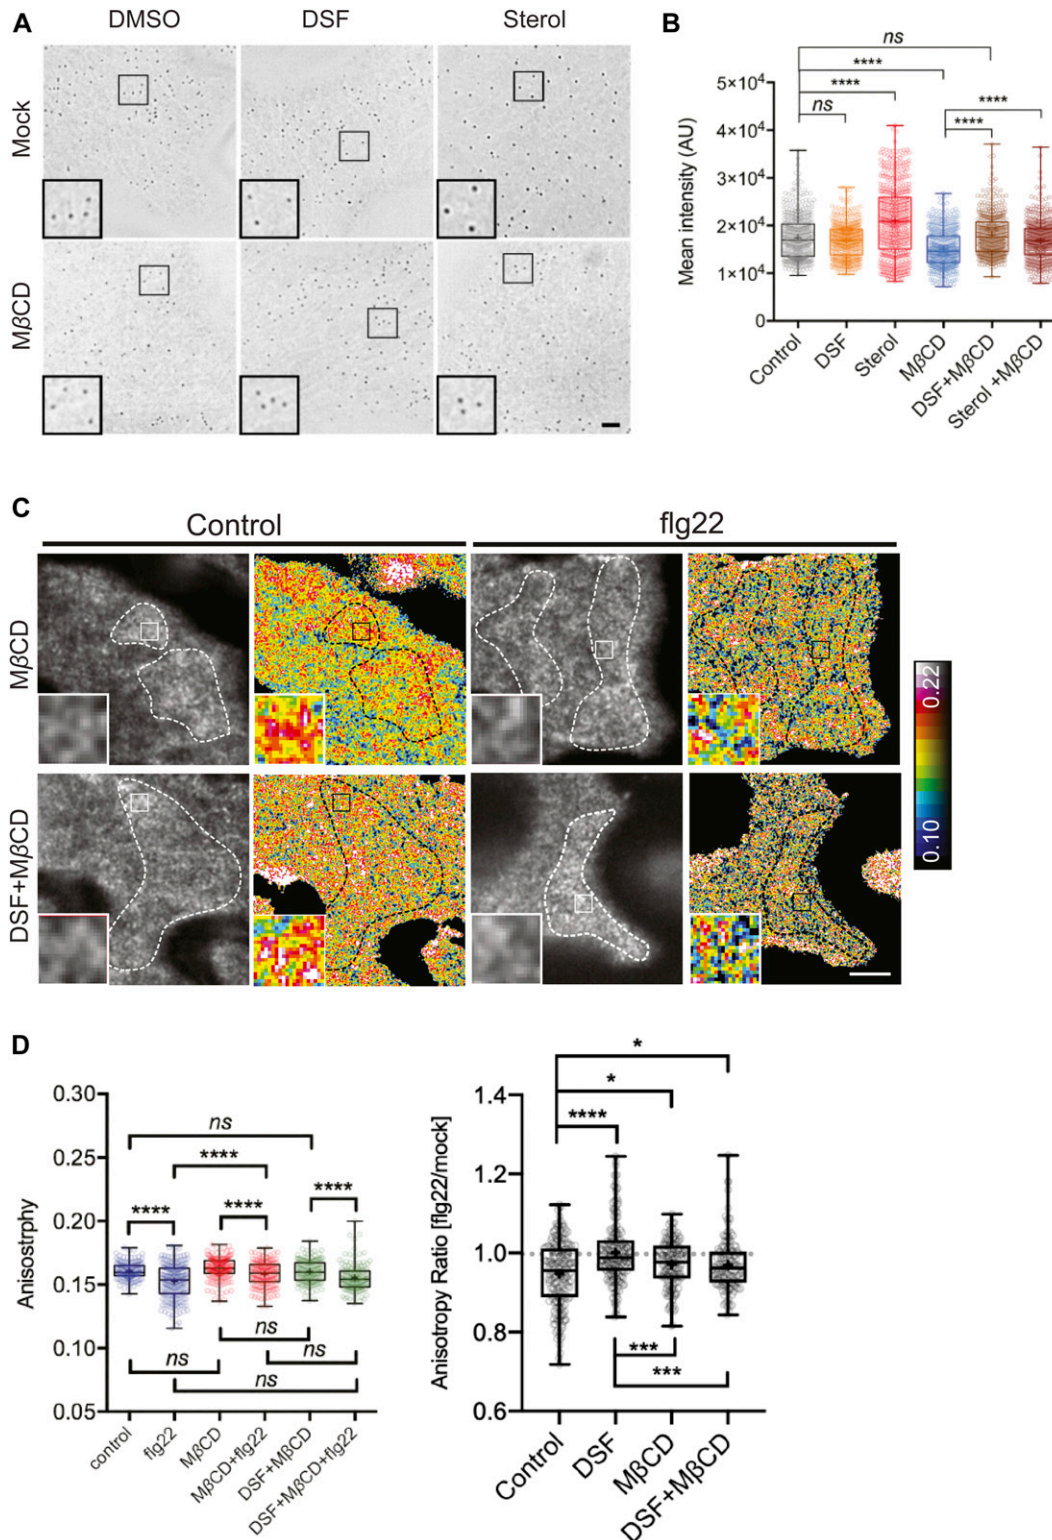 A
DMSO
DSF
Sterol
Mock
MβCD
B
ns
****
****
ns
****
****
Mean intensity (AU)
5×10⁴
4×10⁴
3×10⁴
2×10⁴
1×10⁴
0
Control
DSF
Sterol
MβCD
DSF+MβCD
Sterol +MβCD
C
Control
flg22
MβCD
DSF+MβCD
0.22
0.10
D
Anisostrphy
0.30
0.25
0.20
0.15
0.10
0.05
ns
****
****
****
****
ns
ns
ns
ns
control
flg22
MβCD
MβCD+flg22
DSF+MβCD
DSF+MβCD+flg22
Anisotropy Ratio [flg22/mock]
1.4
1.2
1.0
0.8
0.6
*
*
****
***
***
Control
DSF
MβCD
DSF+MβCD